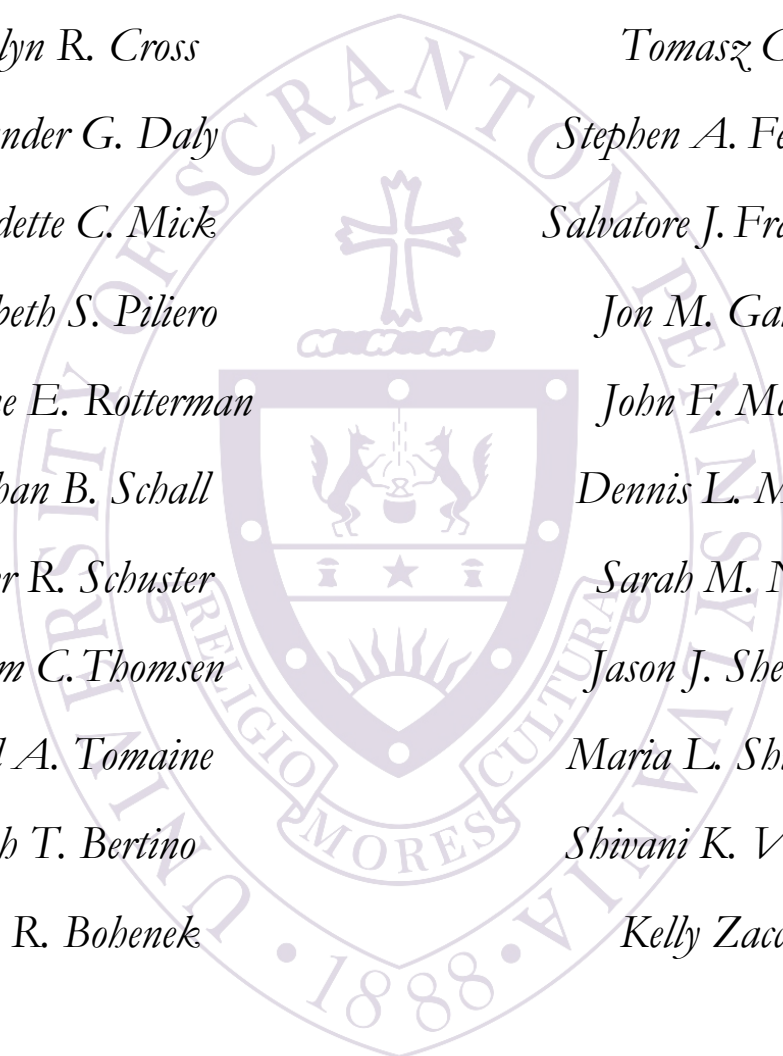 lyn R. Cross
nder G. Daly
dette C. Mick
beth S. Piliero
e E. Rotterman
han B. Schall
r R. Schuster
m C. Thomsen
l A. Tomaine
h T. Bertino
R. Bohenek
Tomasz
Stephen A. Fe
Salvatore J. Fra
Jon M. Ga
John F. Ma
Dennis L. M
Sarah M. N
Jason J. She
Maria L. Sh
Shivani K. V
Kelly Zacc
UNIVERSITY OF SCRANTON PENNSYLVANIA
RELIGIO
MORES
CULTURA
• 1888 •